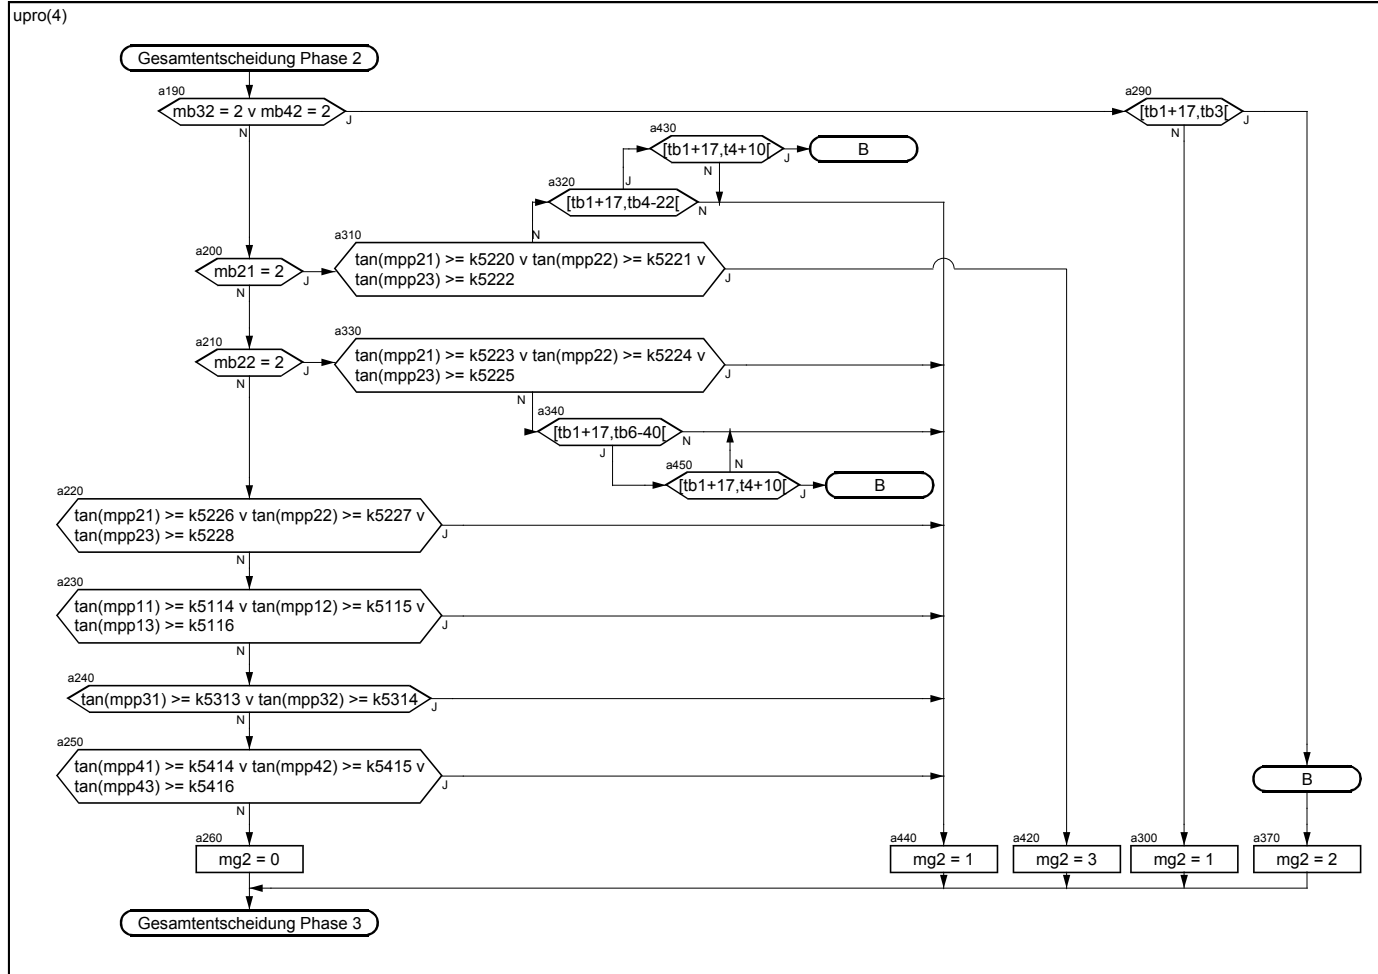 upro(4)
Gesamtentscheidung Phase 2
a190
mb32 = 2 v mb42 = 2
J
N
a290
[tb1+17,tb3[
J
N
a430
[tb1+17,t4+10[
J
N
B
a320
[tb1+17,tb4-22[
J
N
a310
tan(mpp21) >= k5220 v tan(mpp22) >= k5221 v
tan(mpp23) >= k5222
N
J
a200
mb21 = 2
J
N
a330
tan(mpp21) >= k5223 v tan(mpp22) >= k5224 v
tan(mpp23) >= k5225
J
N
a210
mb22 = 2
J
N
a340
[tb1+17,tb6-40[
N
J
a450
[tb1+17,t4+10[
N
J
B
a220
tan(mpp21) >= k5226 v tan(mpp22) >= k5227 v
tan(mpp23) >= k5228
J
N
a230
tan(mpp11) >= k5114 v tan(mpp12) >= k5115 v
tan(mpp13) >= k5116
J
N
a240
tan(mpp31) >= k5313 v tan(mpp32) >= k5314
J
N
a250
tan(mpp41) >= k5414 v tan(mpp42) >= k5415 v
tan(mpp43) >= k5416
J
N
B
a260
mg2 = 0
a440
mg2 = 1
a420
mg2 = 3
a300
mg2 = 1
a370
mg2 = 2
Gesamtentscheidung Phase 3